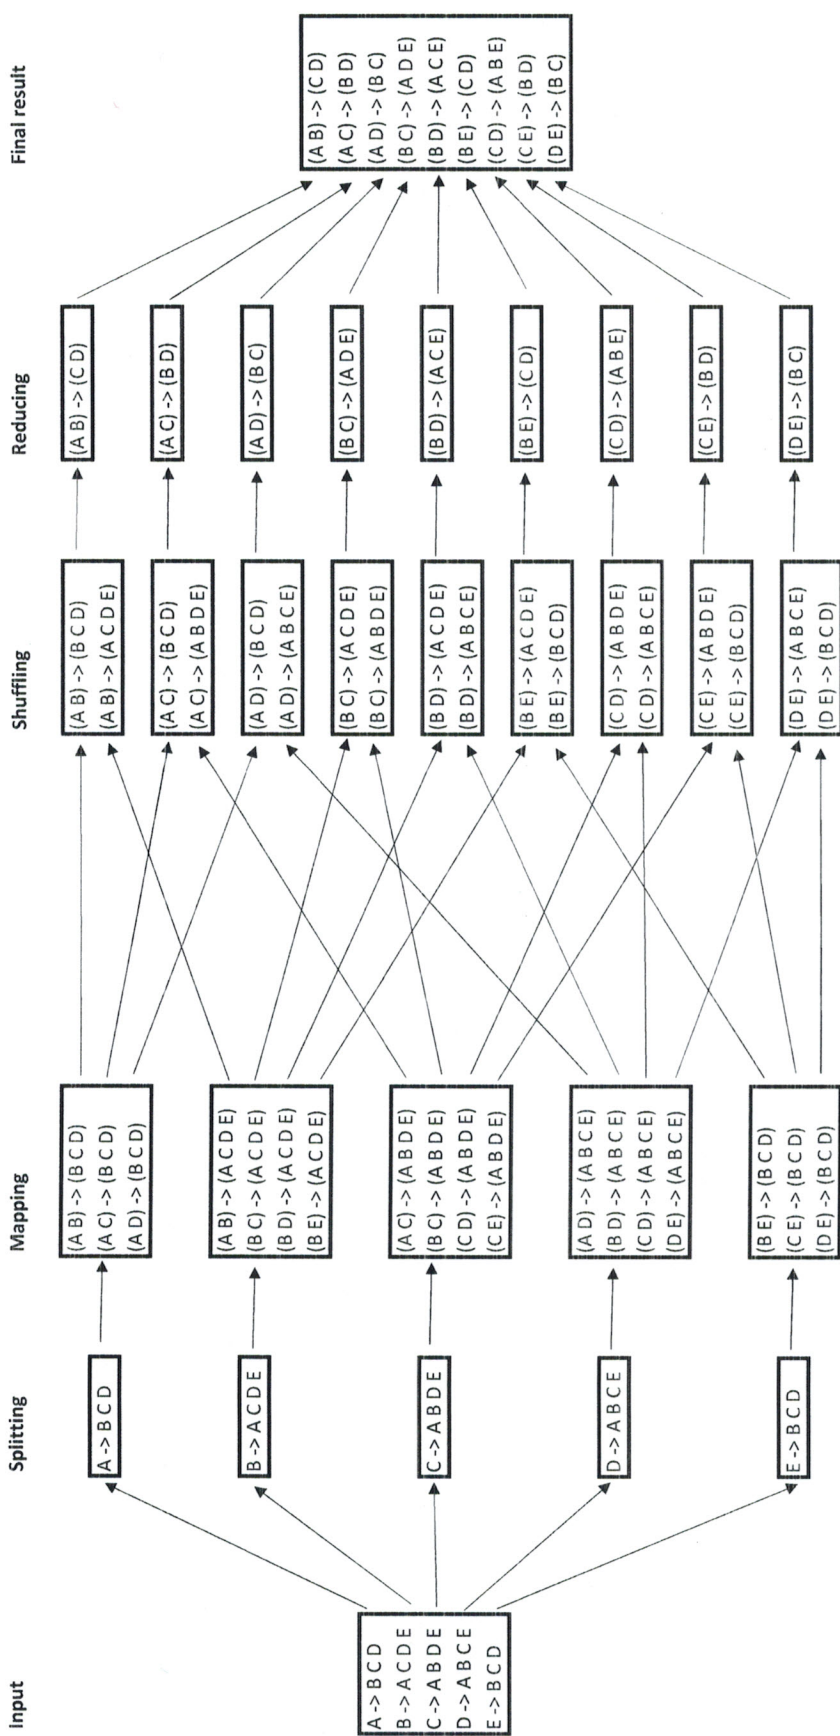 Input
A -> B C D
B -> A C D E
C -> A B D E
D -> A B C E
E -> B C D
Splitting
A -> B C D
B -> A C D E
C -> A B D E
D -> A B C E
E -> B C D
Mapping
(A B) -> (B C D)
(A C) -> (B C D)
(A D) -> (B C D)
(A B) -> (A C D E)
(B C) -> (A C D E)
(B D) -> (A C D E)
(B E) -> (A C D E)
(A C) -> (A B D E)
(B C) -> (A B D E)
(C D) -> (A B D E)
(C E) -> (A B D E)
(A D) -> (A B C E)
(B D) -> (A B C E)
(C D) -> (A B C E)
(D E) -> (A B C E)
(B E) -> (B C D)
(C E) -> (B C D)
(D E) -> (B C D)
Shuffling
(A B) -> (B C D)
(A B) -> (A C D E)
(A C) -> (B C D)
(A C) -> (A B D E)
(A D) -> (B C D)
(A D) -> (A B C E)
(B C) -> (A C D E)
(B C) -> (A B D E)
(B D) -> (A C D E)
(B D) -> (A B C E)
(B E) -> (A C D E)
(B E) -> (B C D)
(C D) -> (A B D E)
(C D) -> (A B C E)
(C E) -> (A B D E)
(C E) -> (B C D)
(D E) -> (A B C E)
(D E) -> (B C D)
Reducing
(A B) -> (C D)
(A C) -> (B D)
(A D) -> (B C)
(B C) -> (A D E)
(B D) -> (A C E)
(B E) -> (C D)
(C D) -> (A B E)
(C E) -> (B D)
(D E) -> (B C)
Final result
(A B) -> (C D)
(A C) -> (B D)
(A D) -> (B C)
(B C) -> (A D E)
(B D) -> (A C E)
(B E) -> (C D)
(C D) -> (A B E)
(C E) -> (B D)
(D E) -> (B C)